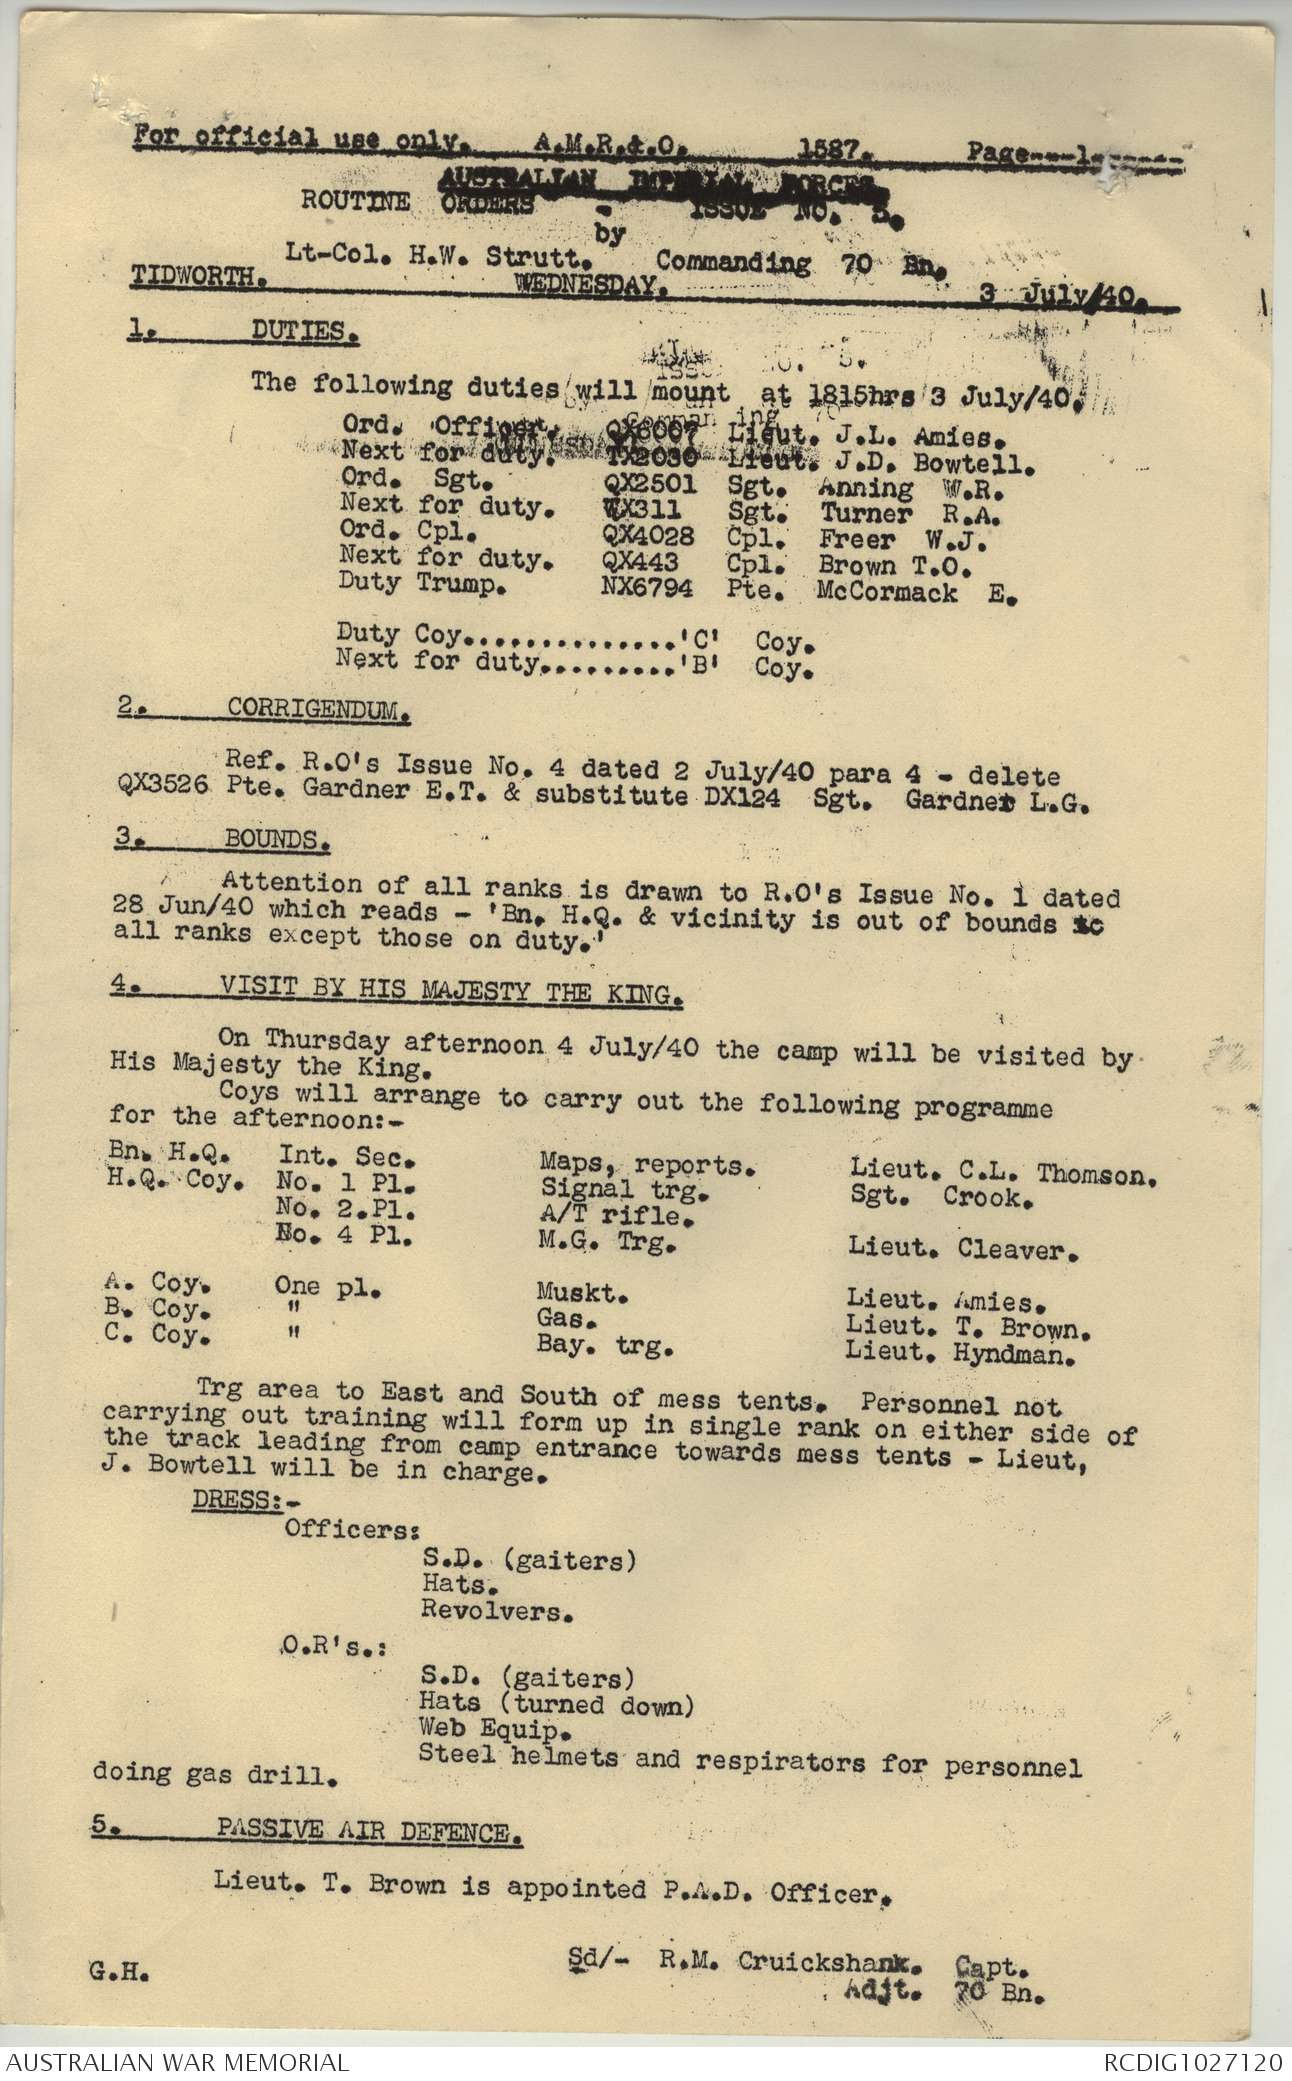 For official use only. A.M.R.&.O. 1587. Page---1------
AUSTRALIAN IMPERIAL FORCES
ROUTINE ORDERS - ISSUE NO. 5.
by
Lt-Col. H.W. Strutt. Commanding 70 Bn.
TIDWORTH. WEDNESDAY. 3 July/40.
1. DUTIES.
The following duties will mount at 1815hrs 3 July/40.
Ord. Officer. QX6067 Lieut. J.L. Amies.
Next for duty. TX2030 Lieut. J.D. Bowtell.
Ord. Sgt. QX2501 Sgt. Anning W.R.
Next for duty. VX311 Sgt. Turner R.A.
Ord. Cpl. QX4028 Cpl. Freer W.J.
Next for duty. QX443 Cpl. Brown T.O.
Duty Trump. NX6794 Pte. McCormack E.
Duty Coy..............'C' Coy.
Next for duty.........'B' Coy.
2. CORRIGENDUM.
Ref. R.O's Issue No. 4 dated 2 July/40 para 4 - delete
QX3526 Pte. Gardner E.T. & substitute DX124 Sgt. Gardner L.G.
3. BOUNDS.
Attention of all ranks is drawn to R.O's Issue No. 1 dated
28 Jun/40 which reads - 'Bn. H.Q. & vicinity is out of bounds to
all ranks except those on duty.'
4. VISIT BY HIS MAJESTY THE KING.
On Thursday afternoon 4 July/40 the camp will be visited by
His Majesty the King.
Coys will arrange to carry out the following programme
for the afternoon:-
Bn. H.Q. Int. Sec. Maps, reports. Lieut. C.L. Thomson.
H.Q. Coy. No. 1 Pl. Signal trg. Sgt. Crook.
No. 2.Pl. A/T rifle.
No. 4 Pl. M.G. Trg. Lieut. Cleaver.
A. Coy. One pl. Muskt. Lieut. Amies.
B. Coy. " Gas. Lieut. T. Brown.
C. Coy. " Bay. trg. Lieut. Hyndman.
Trg area to East and South of mess tents. Personnel not
carrying out training will form up in single rank on either side of
the track leading from camp entrance towards mess tents - Lieut,
J. Bowtell will be in charge.
DRESS:-
Officers:
S.D. (gaiters)
Hats.
Revolvers.
O.R's.:
S.D. (gaiters)
Hats (turned down)
Web Equip.
Steel helmets and respirators for personnel
doing gas drill.
5. PASSIVE AIR DEFENCE.
Lieut. T. Brown is appointed P.A.D. Officer.
Sd/- R.M. Cruickshank. Capt.
G.H. Adjt. 70 Bn.
AUSTRALIAN WAR MEMORIAL RCDIG1027120